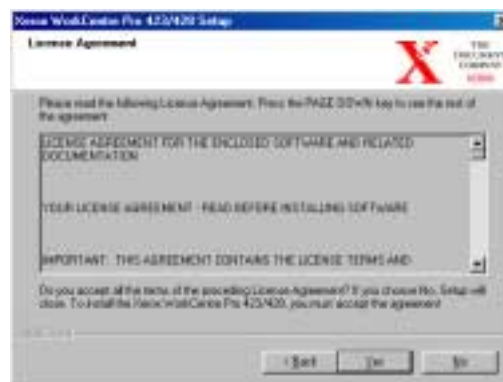 Xerox WorkCentre Pro 423/428 Setup
License Agreement
X
THE
DOCUMENT
COMPANY
XEROX
Please read the following License Agreement. Press the PAGE DOWN key to see the rest of
the agreement.
LICENSE AGREEMENT FOR THE ENCLOSED SOFTWARE AND RELATED
DOCUMENTATION
YOUR LICENSE AGREEMENT - READ BEFORE INSTALLING SOFTWARE
IMPORTANT: THIS AGREEMENT CONTAINS THE LICENSE TERMS AND
Do you accept all the terms of the preceding License Agreement? If you choose No, Setup will
close. To install the Xerox WorkCentre Pro 423/428, you must accept this agreement.
< Back
Yes
No